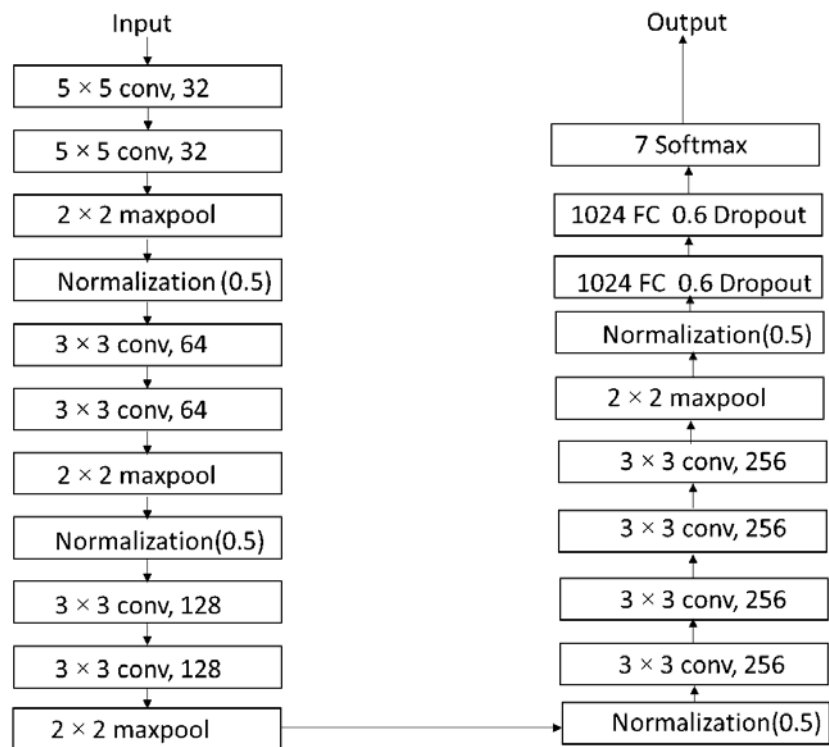 Input
5 × 5 conv, 32
5 × 5 conv, 32
2 × 2 maxpool
Normalization (0.5)
3 × 3 conv, 64
3 × 3 conv, 64
2 × 2 maxpool
Normalization(0.5)
3 × 3 conv, 128
3 × 3 conv, 128
2 × 2 maxpool
Normalization(0.5)
3 × 3 conv, 256
3 × 3 conv, 256
3 × 3 conv, 256
3 × 3 conv, 256
2 × 2 maxpool
Normalization(0.5)
1024 FC 0.6 Dropout
1024 FC 0.6 Dropout
7 Softmax
Output